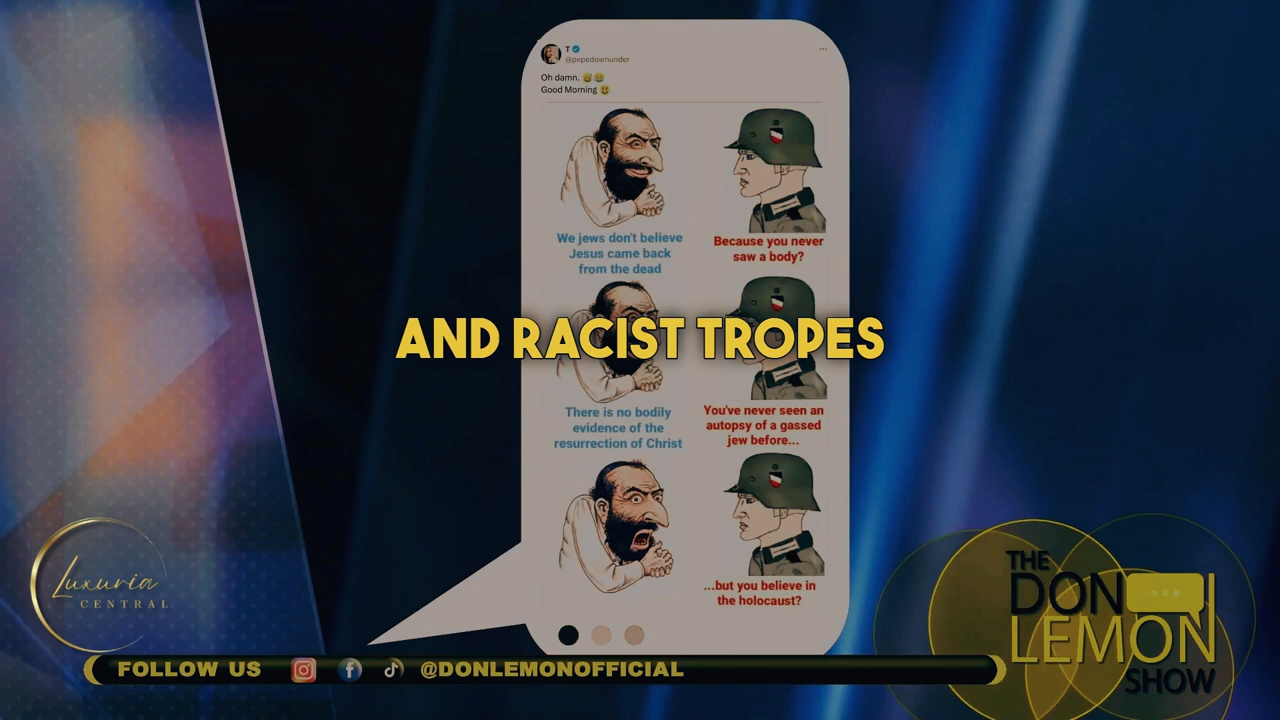 T
@pepedownunder
Oh damn. 😅😂
Good Morning 😃
We jews don't believe
Jesus came back
from the dead
Because you never
saw a body?
AND RACIST TROPES
There is no bodily
evidence of the
resurrection of Christ
You've never seen an
autopsy of a gassed
jew before...
...but you believe in
the holocaust?
Luxuria
CENTRAL
THE
DON
LEMON
SHOW
FOLLOW US @DONLEMONOFFICIAL